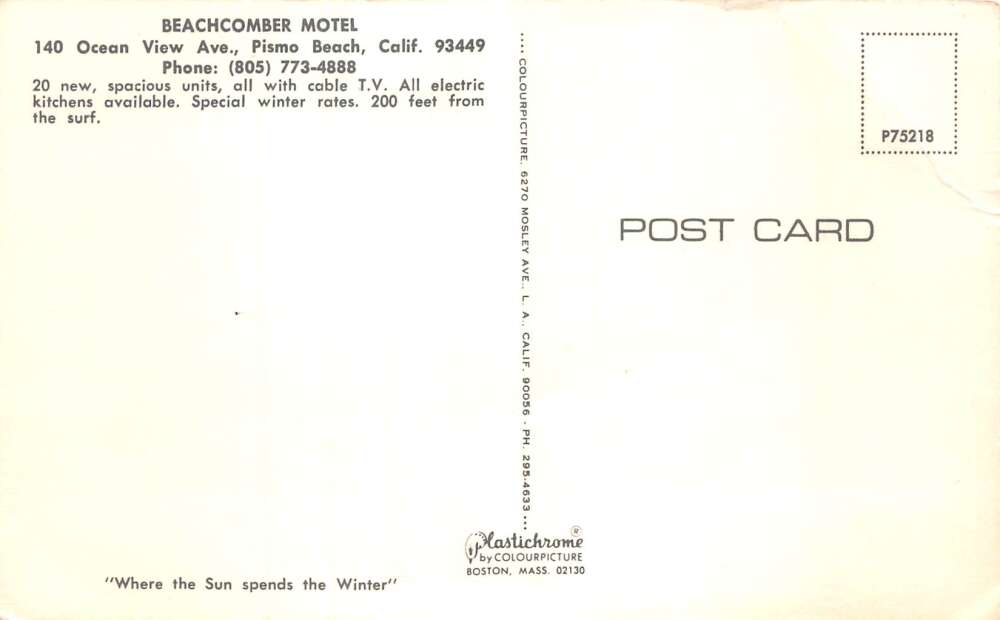 BEACHCOMBER MOTEL
140 Ocean View Ave., Pismo Beach, Calif. 93449
Phone: (805) 773-4888
20 new, spacious units, all with cable T.V. All electric
kitchens available. Special winter rates. 200 feet from
the surf.
"Where the Sun spends the Winter"
.... COLOURPICTURE, 6270 MOSLEY AVE., L. A., CALIF. 90056 - PH. 295-4633 ...
Plastichrome ®
by COLOURPICTURE
BOSTON, MASS. 02130
P75218
POST CARD